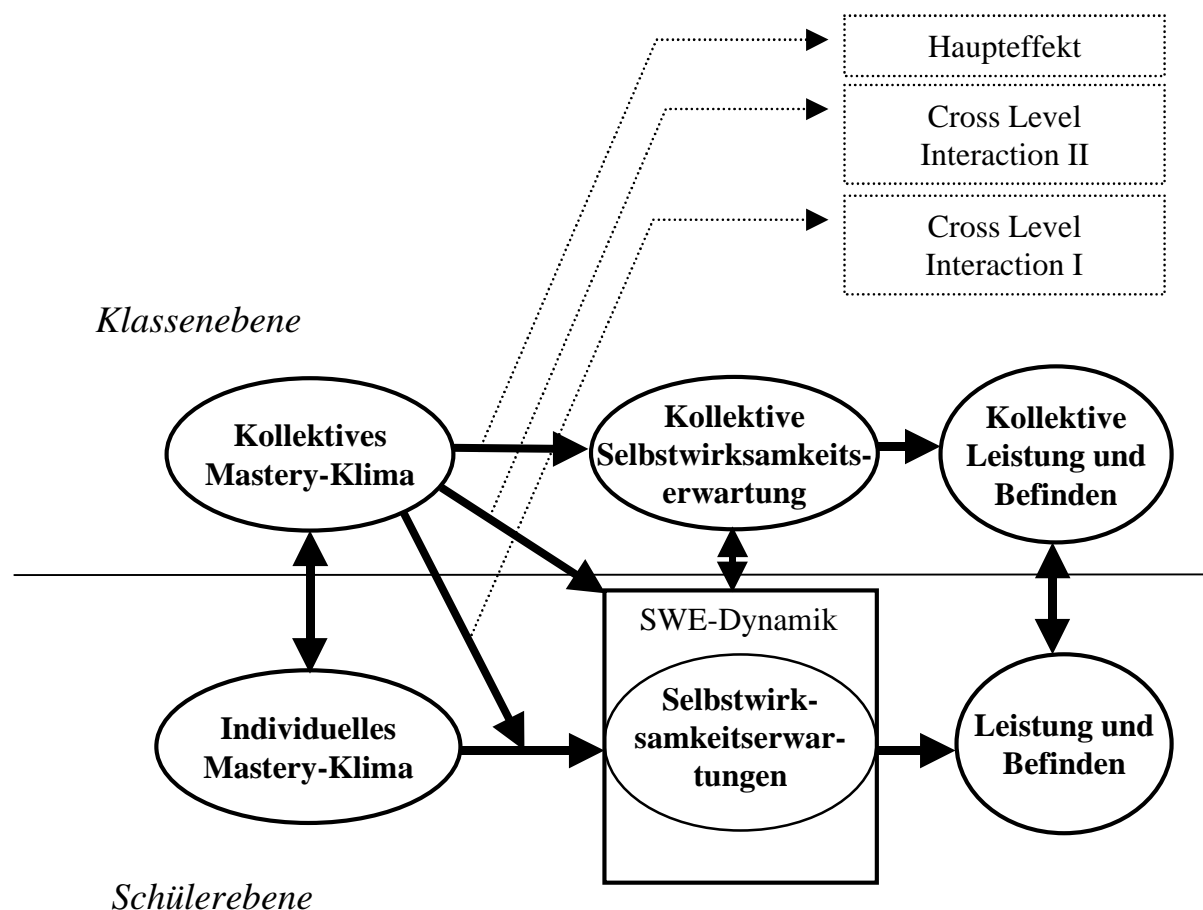 Haupteffekt
Cross Level
Interaction II
Cross Level
Interaction I
Klassenebene
Kollektives
Mastery-Klima
Kollektive
Selbstwirksamkeits-
erwartung
Kollektive
Leistung und
Befinden
SWE-Dynamik
Individuelles
Mastery-Klima
Selbstwirk-
samkeitserwar-
tungen
Leistung und
Befinden
Schülerebene